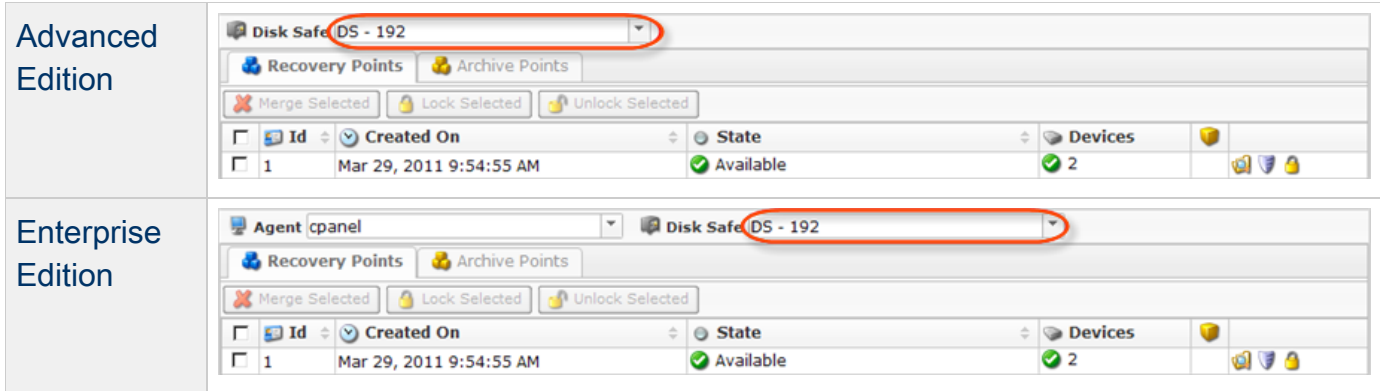 Advanced
Edition
Disk Safe DS - 192
Recovery Points Archive Points
Merge Selected Lock Selected Unlock Selected
Id Created On State Devices
1 Mar 29, 2011 9:54:55 AM Available 2
Enterprise
Edition
Agent cpanel Disk Safe DS - 192
Recovery Points Archive Points
Merge Selected Lock Selected Unlock Selected
Id Created On State Devices
1 Mar 29, 2011 9:54:55 AM Available 2